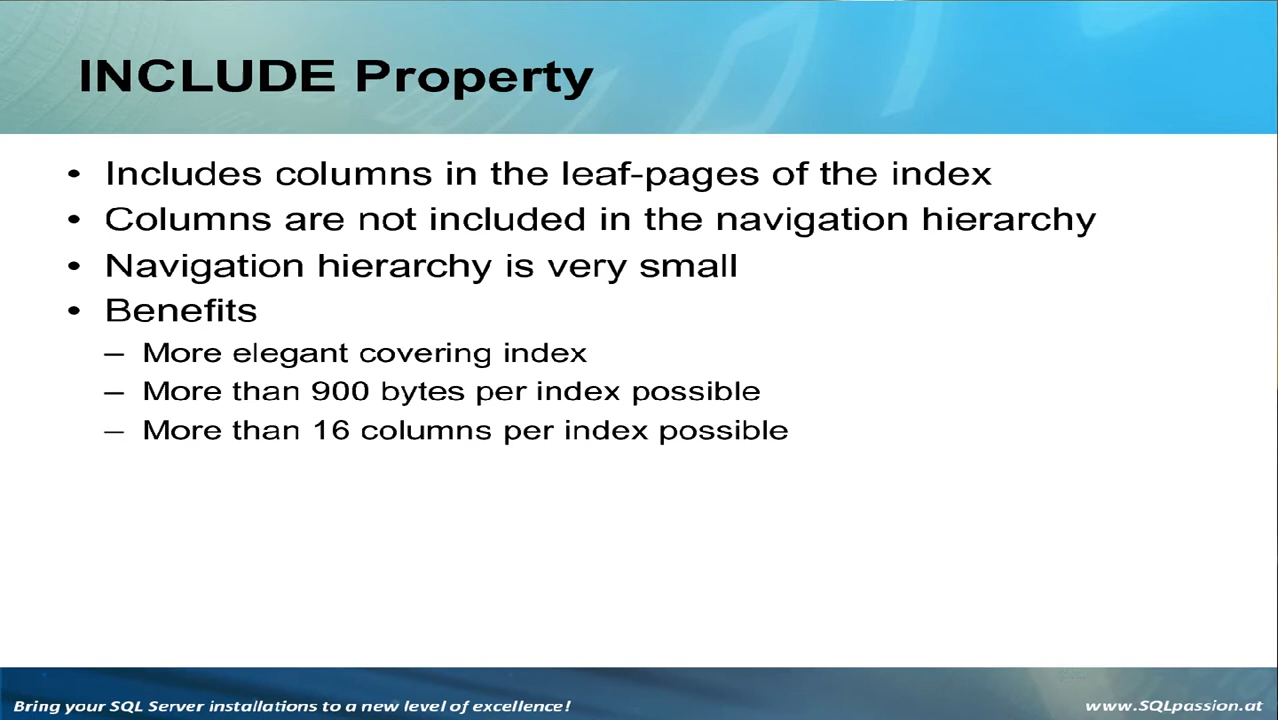 INCLUDE Property
• Includes columns in the leaf-pages of the index
• Columns are not included in the navigation hierarchy
• Navigation hierarchy is very small
• Benefits
– More elegant covering index
– More than 900 bytes per index possible
– More than 16 columns per index possible
Bring your SQL Server installations to a new level of excellence!
www.SQLpassion.at